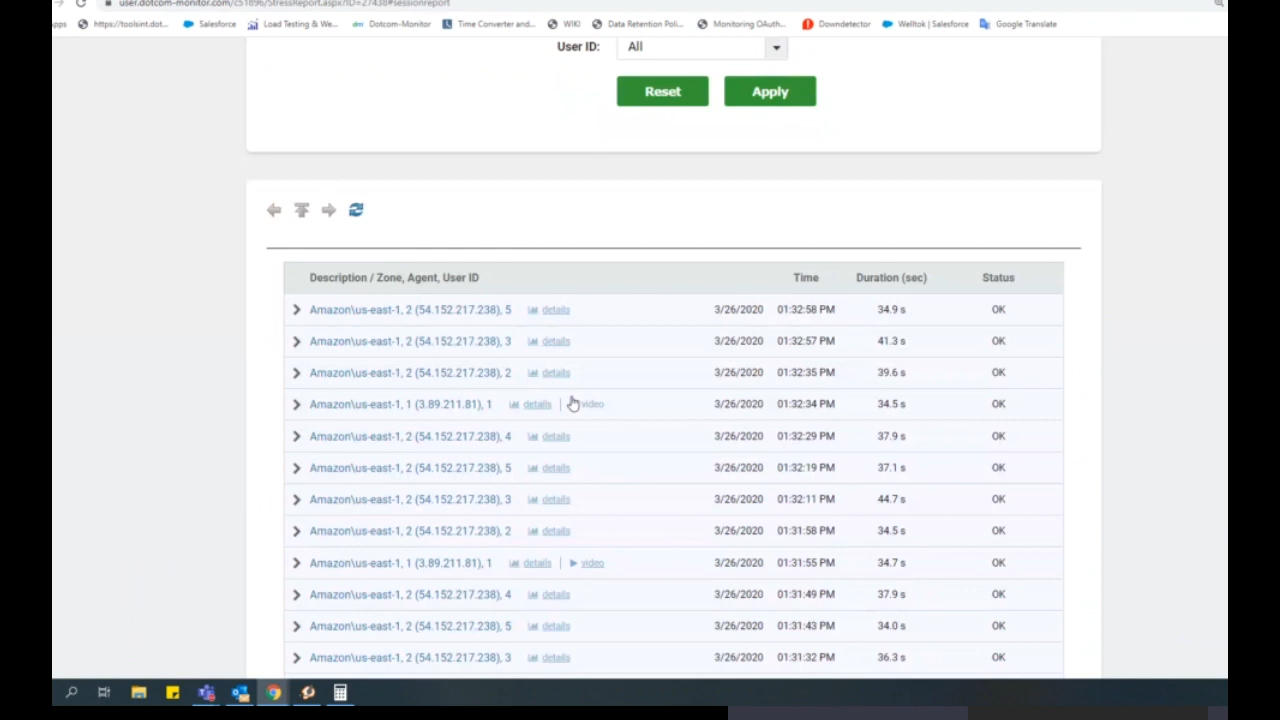 user.dotcom-monitor.com/c51896/StressReport.aspx?ID=27438#sessionreport
https://toolsint.dot... Salesforce Load Testing & We... Dotcom-Monitor Time Converter and... WIKI Data Retention Poli... Monitoring OAuth... Downdetector Welltok | Salesforce Google Translate
User ID: All
Reset Apply
Description / Zone, Agent, User ID Time Duration (sec) Status
Amazon\us-east-1, 2 (54.152.217.238), 5 details 3/26/2020 01:32:58 PM 34.9 s OK
Amazon\us-east-1, 2 (54.152.217.238), 3 details 3/26/2020 01:32:57 PM 41.3 s OK
Amazon\us-east-1, 2 (54.152.217.238), 2 details 3/26/2020 01:32:35 PM 39.6 s OK
Amazon\us-east-1, 1 (3.89.211.81), 1 details | video 3/26/2020 01:32:34 PM 34.5 s OK
Amazon\us-east-1, 2 (54.152.217.238), 4 details 3/26/2020 01:32:29 PM 37.9 s OK
Amazon\us-east-1, 2 (54.152.217.238), 5 details 3/26/2020 01:32:19 PM 37.1 s OK
Amazon\us-east-1, 2 (54.152.217.238), 3 details 3/26/2020 01:32:11 PM 44.7 s OK
Amazon\us-east-1, 2 (54.152.217.238), 2 details 3/26/2020 01:31:58 PM 34.5 s OK
Amazon\us-east-1, 1 (3.89.211.81), 1 details | video 3/26/2020 01:31:55 PM 34.7 s OK
Amazon\us-east-1, 2 (54.152.217.238), 4 details 3/26/2020 01:31:49 PM 37.9 s OK
Amazon\us-east-1, 2 (54.152.217.238), 5 details 3/26/2020 01:31:43 PM 34.0 s OK
Amazon\us-east-1, 2 (54.152.217.238), 3 details 3/26/2020 01:31:32 PM 36.3 s OK